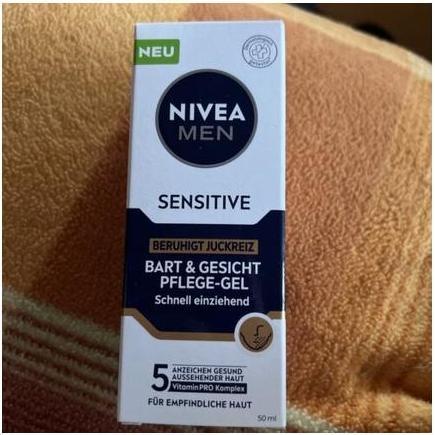 NEU
NIVEA
MEN
SENSITIVE
BERUHIGT JUCKREIZ
BART & GESICHT
PFLEGE-GEL
Schnell einziehend
5 ANZEICHEN GESUND
AUSSEHENDER HAUT
VitaminPRO Komplex
FÜR EMPFINDLICHE HAUT
50 ml